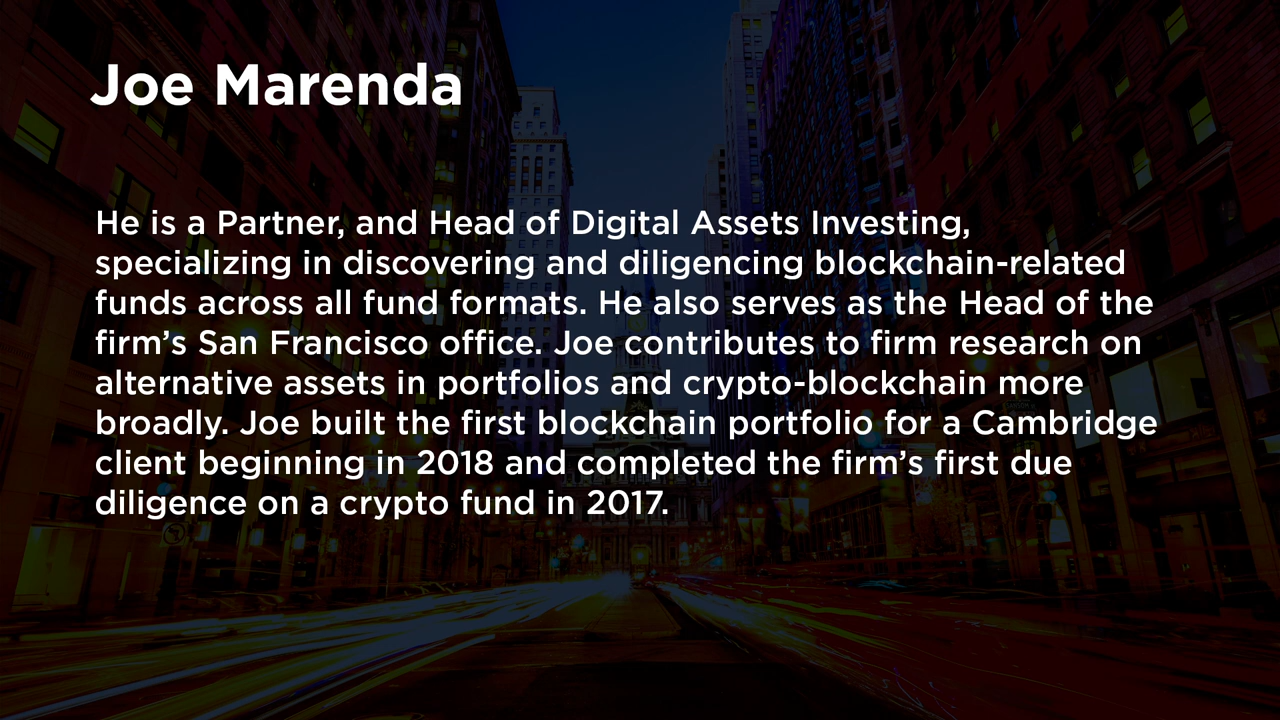 Joe Marenda
He is a Partner, and Head of Digital Assets Investing,
specializing in discovering and diligencing blockchain-related
funds across all fund formats. He also serves as the Head of the
firm’s San Francisco office. Joe contributes to firm research on
alternative assets in portfolios and crypto-blockchain more
broadly. Joe built the first blockchain portfolio for a Cambridge
client beginning in 2018 and completed the firm’s first due
diligence on a crypto fund in 2017.